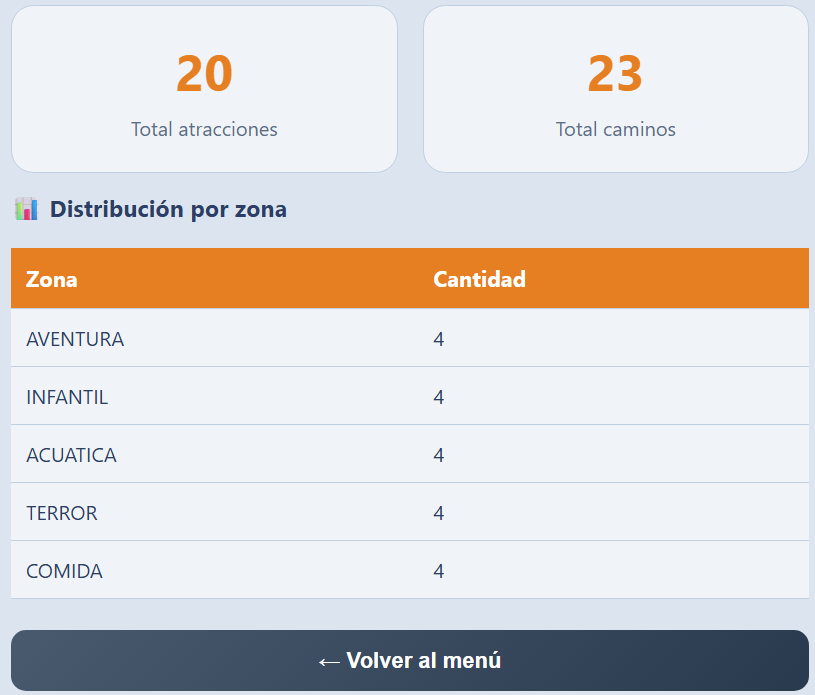 20
23
Total atracciones
Total caminos
Distribución por zona
Zona Cantidad
AVENTURA 4
INFANTIL 4
ACUATICA 4
TERROR 4
COMIDA 4
← Volver al menú